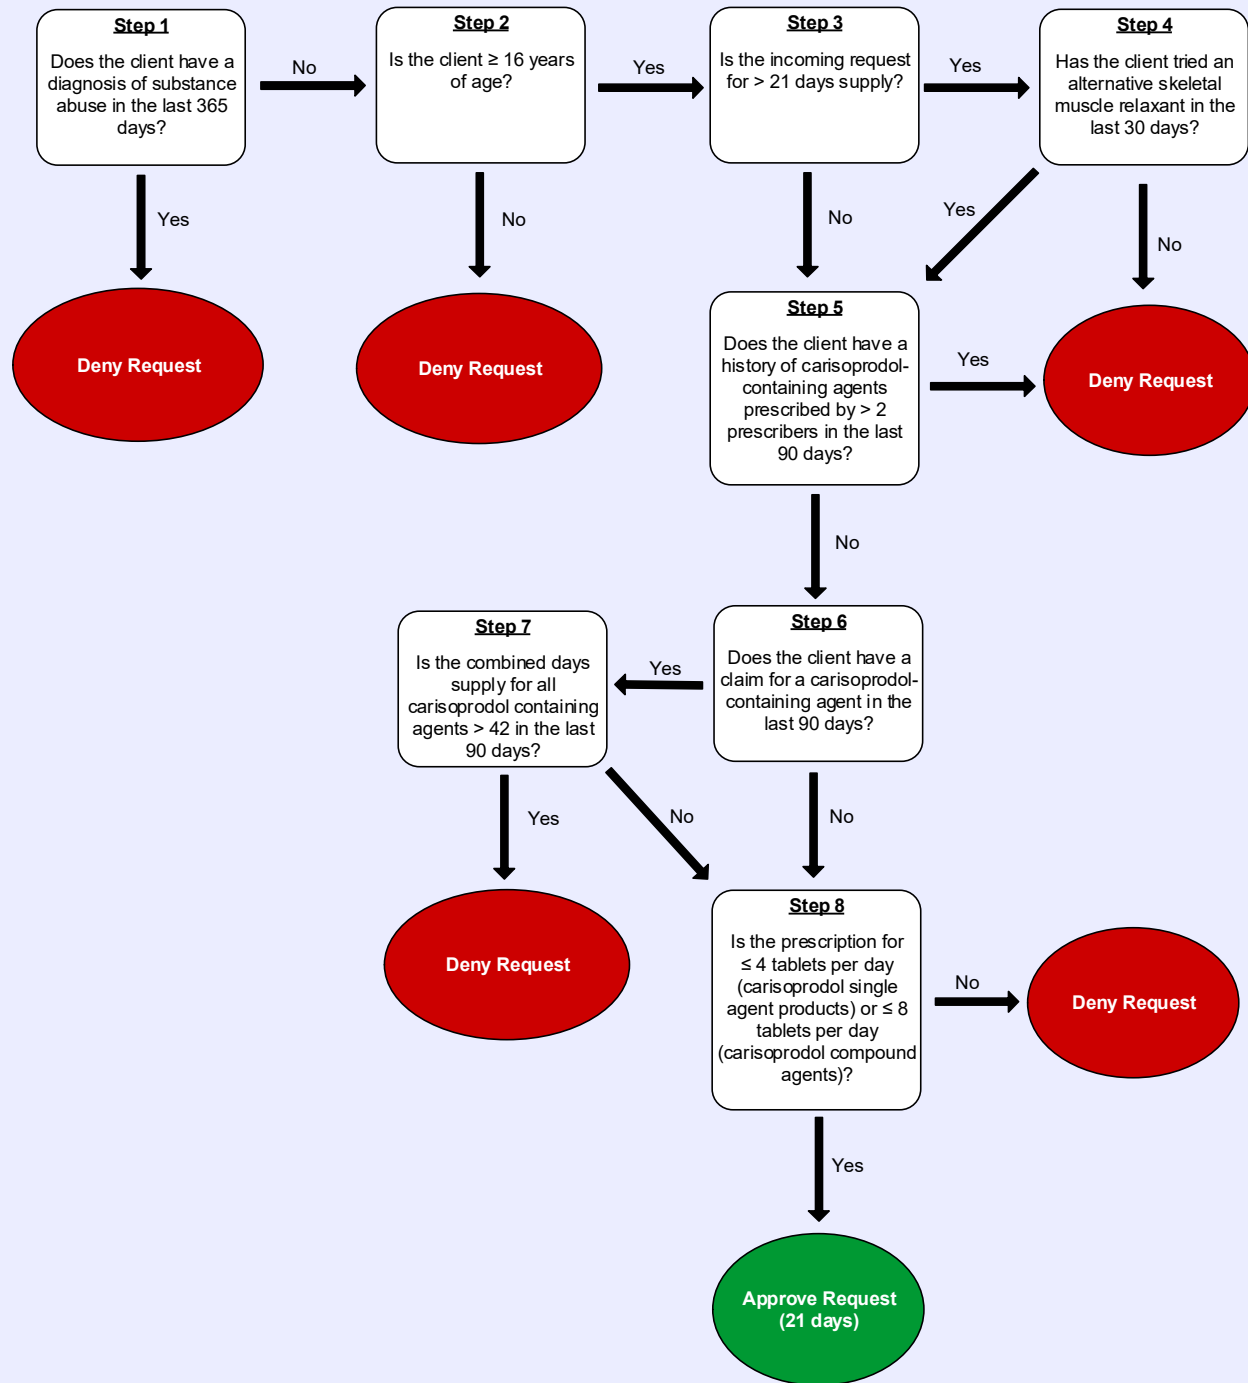 Step 1
Does the client have a
diagnosis of substance
abuse in the last 365
days?
No
Step 2
Is the client ≥ 16 years
of age?
Yes
Step 3
Is the incoming request
for > 21 days supply?
Yes
Step 4
Has the client tried an
alternative skeletal
muscle relaxant in the
last 30 days?
Yes
No
No
Yes
No
Deny Request
Deny Request
Step 5
Does the client have a
history of carisoprodol-
containing agents
prescribed by > 2
prescribers in the last
90 days?
Yes
Deny Request
No
Step 7
Is the combined days
supply for all
carisoprodol containing
agents > 42 in the last
90 days?
Yes
Step 6
Does the client have a
claim for a carisoprodol-
containing agent in the
last 90 days?
Yes
No
No
Deny Request
Step 8
Is the prescription for
≤ 4 tablets per day
(carisoprodol single
agent products) or ≤ 8
tablets per day
(carisoprodol compound
agents)?
No
Deny Request
Yes
Approve Request
(21 days)